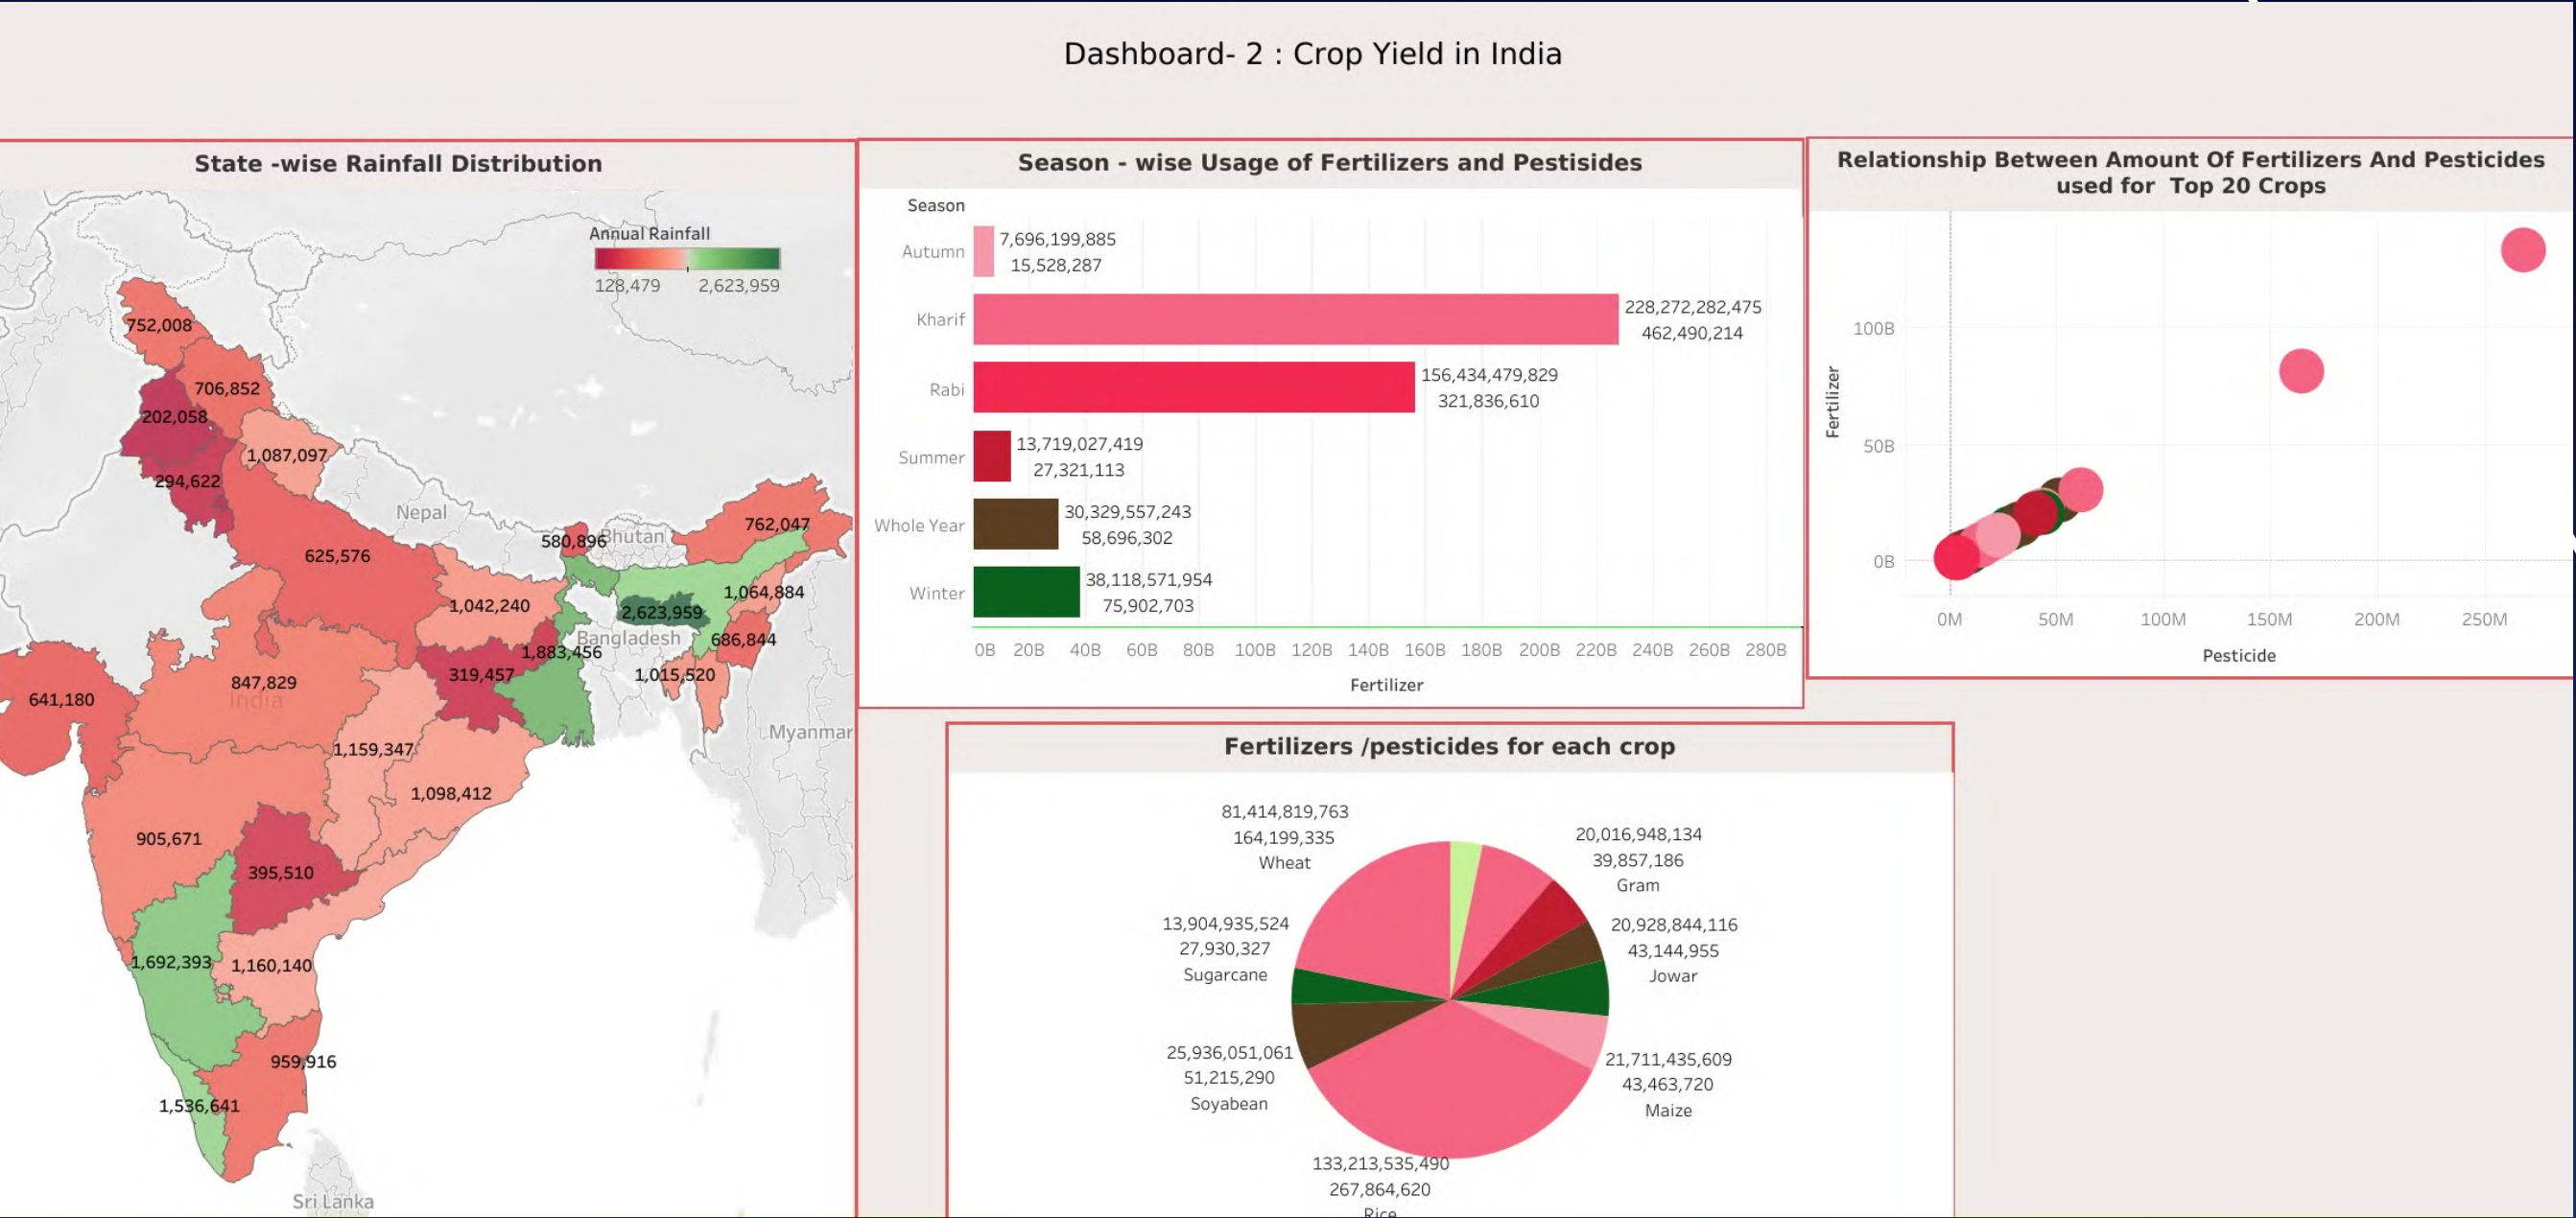 Dashboard- 2 : Crop Yield in India
State -wise Rainfall Distribution
Annual Rainfall
128,479 2,623,959
752,008
706,852
202,058
1,087,097
294,622
Nepal
762,047
580,896
Bhutan
625,576
1,064,884
1,042,240
2,623,959
Bangladesh
686,844
1,883,456
319,457
1,015,520
847,829
India
641,180
Myanmar
1,159,347
1,098,412
905,671
395,510
1,692,393
1,160,140
959,916
1,536,641
Sri Lanka
Season - wise Usage of Fertilizers and Pestisides
Season
Autumn
7,696,199,885
15,528,287
Kharif
228,272,282,475
462,490,214
Rabi
156,434,479,829
321,836,610
Summer
13,719,027,419
27,321,113
Whole Year
30,329,557,243
58,696,302
Winter
38,118,571,954
75,902,703
0B 20B 40B 60B 80B 100B 120B 140B 160B 180B 200B 220B 240B 260B 280B
Fertilizer
Relationship Between Amount Of Fertilizers And Pesticides
used for Top 20 Crops
Fertilizer
100B
50B
0B
0M 50M 100M 150M 200M 250M
Pesticide
Fertilizers /pesticides for each crop
81,414,819,763
164,199,335
Wheat
20,016,948,134
39,857,186
Gram
13,904,935,524
27,930,327
Sugarcane
20,928,844,116
43,144,955
Jowar
25,936,051,061
51,215,290
Soyabean
21,711,435,609
43,463,720
Maize
133,213,535,490
267,864,620
Rice